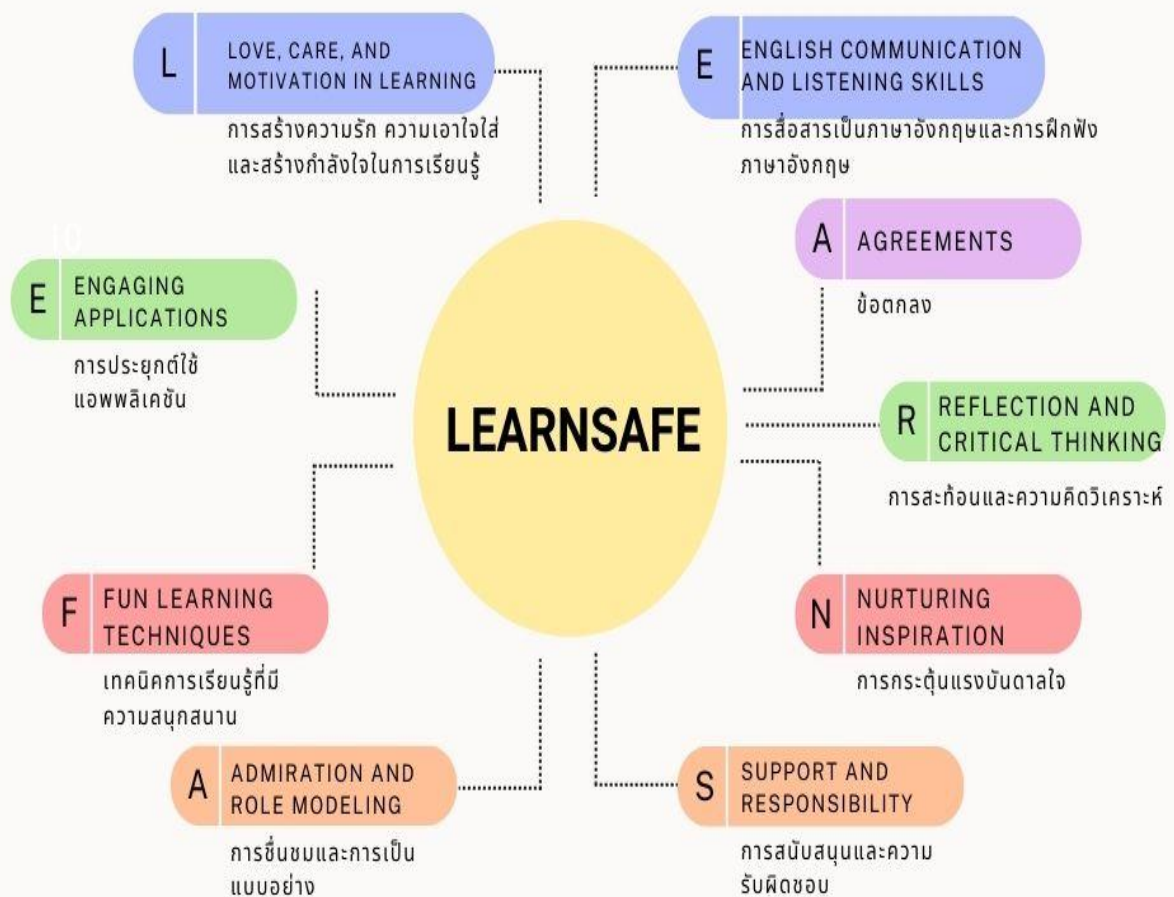 L
LOVE, CARE, AND
MOTIVATION IN LEARNING
การสร้างความรัก ความเอาใจใส่
และสร้างกำลังใจในการเรียนรู้
E
ENGLISH COMMUNICATION
AND LISTENING SKILLS
การสื่อสารเป็นภาษาอังกฤษและการฝึกฟัง
ภาษาอังกฤษ
A
AGREEMENTS
ข้อตกลง
R
REFLECTION AND
CRITICAL THINKING
การสะท้อนและความคิดวิเคราะห์
N
NURTURING
INSPIRATION
การกระตุ้นแรงบันดาลใจ
S
SUPPORT AND
RESPONSIBILITY
การสนับสนุนและความ
รับผิดชอบ
A
ADMIRATION AND
ROLE MODELING
การชื่นชมและการเป็น
แบบอย่าง
F
FUN LEARNING
TECHNIQUES
เทคนิคการเรียนรู้ที่มี
ความสนุกสนาน
10
E
ENGAGING
APPLICATIONS
การประยุกต์ใช้
แอพพลิเคชัน
LEARNSAFE